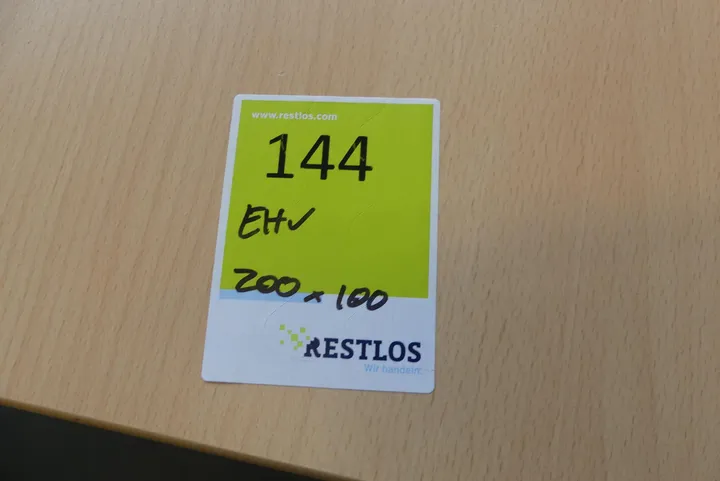 www.restlos.com
144
EHV
200 x 100
RESTLOS
Wir handeln.